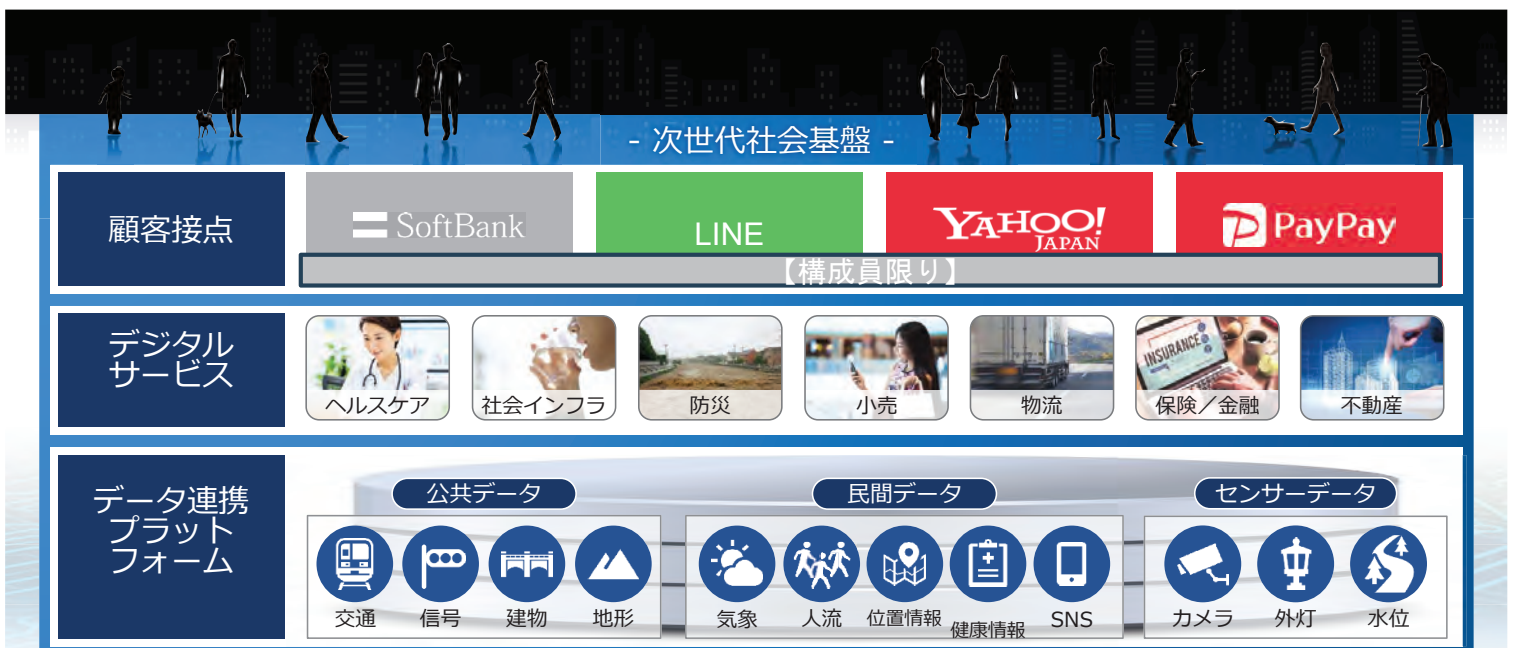 - 次世代社会基盤 -
顧客接点
SoftBank
LINE
YAHOO!
JAPAN
PayPay
【構成員限り】
デジタル
サービス
INSURANCE
ヘルスケア
社会インフラ
防災
小売
物流
保険／金融
不動産
データ連携
プラット
フォーム
公共データ
民間データ
センサーデータ
交通
信号
建物
地形
気象
人流
位置情報
健康情報
SNS
カメラ
外灯
水位